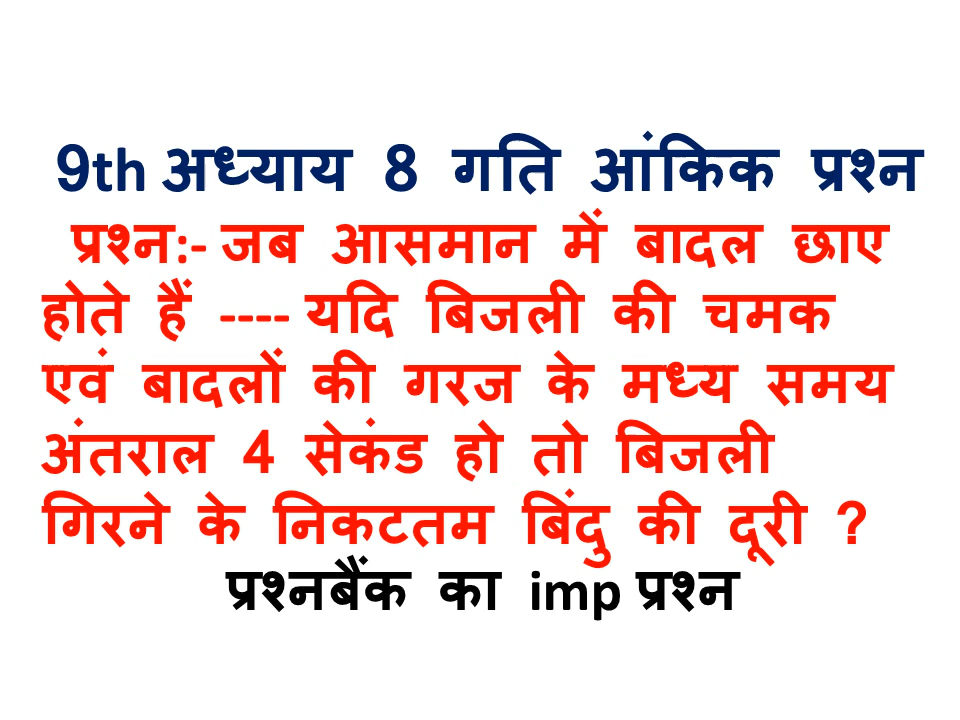 9th अध्याय 8 गति आंकिक प्रश्न
प्रश्न:- जब आसमान में बादल छाए
होते हैं ---- यदि बिजली की चमक
एवं बादलों की गरज के मध्य समय
अंतराल 4 सेकंड हो तो बिजली
गिरने के निकटतम बिंदु की दूरी ?
प्रश्नबैंक का imp प्रश्न